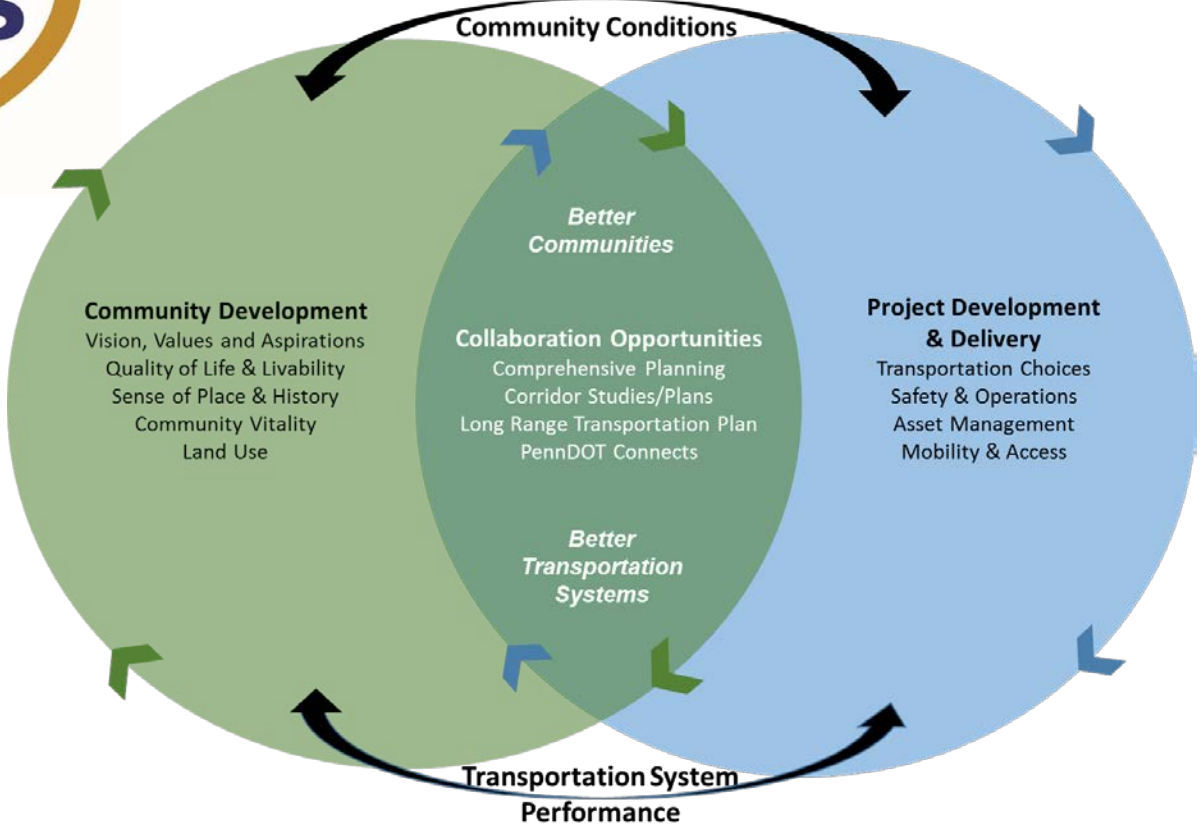 S
Community Conditions
Better
Communities
Community Development
Vision, Values and Aspirations
Quality of Life & Livability
Sense of Place & History
Community Vitality
Land Use
Collaboration Opportunities
Comprehensive Planning
Corridor Studies/Plans
Long Range Transportation Plan
PennDOT Connects
Project Development
& Delivery
Transportation Choices
Safety & Operations
Asset Management
Mobility & Access
Better
Transportation
Systems
Transportation System
Performance